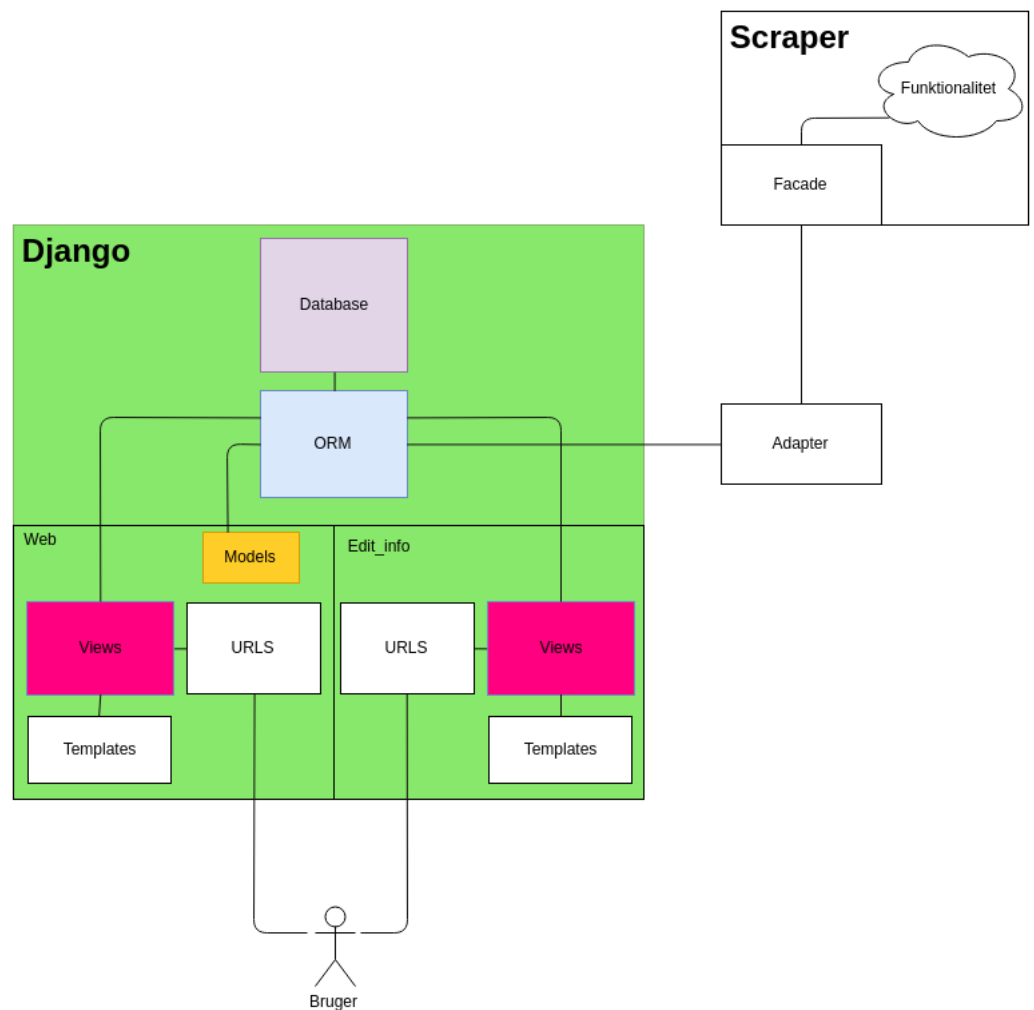 Scraper
Funktionalitet
Facade
Django
Database
ORM
Adapter
Web
Models
Edit_info
Views
URLS
URLS
Views
Templates
Templates
Bruger